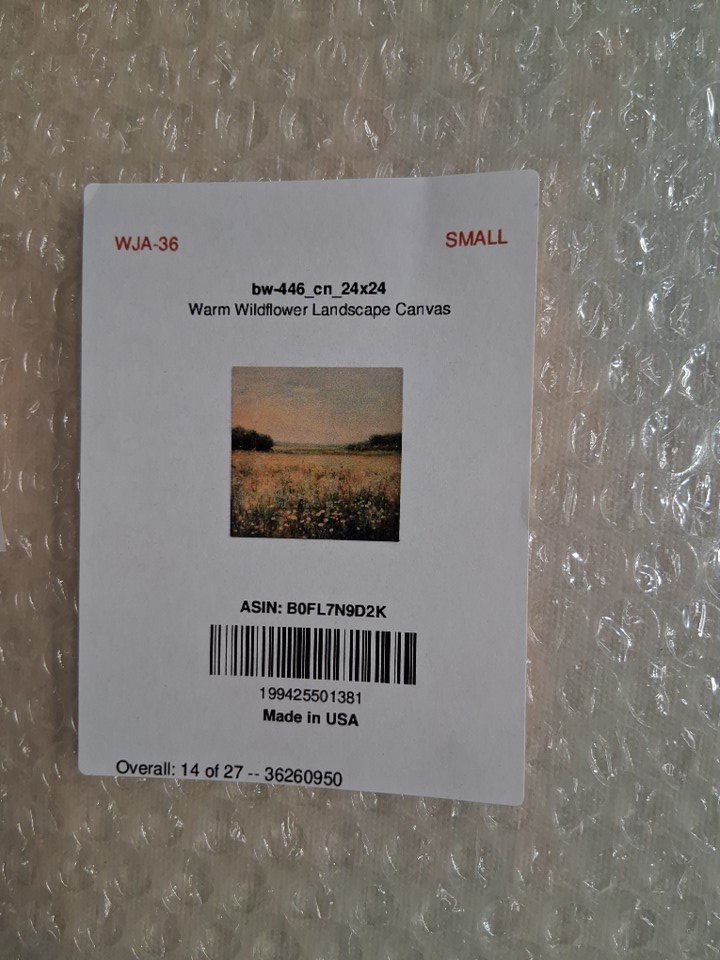 WJA-36
SMALL
bw-446_cn_24x24
Warm Wildflower Landscape Canvas
ASIN: B0FL7N9D2K
199425501381
Made in USA
Overall: 14 of 27 -- 36260950